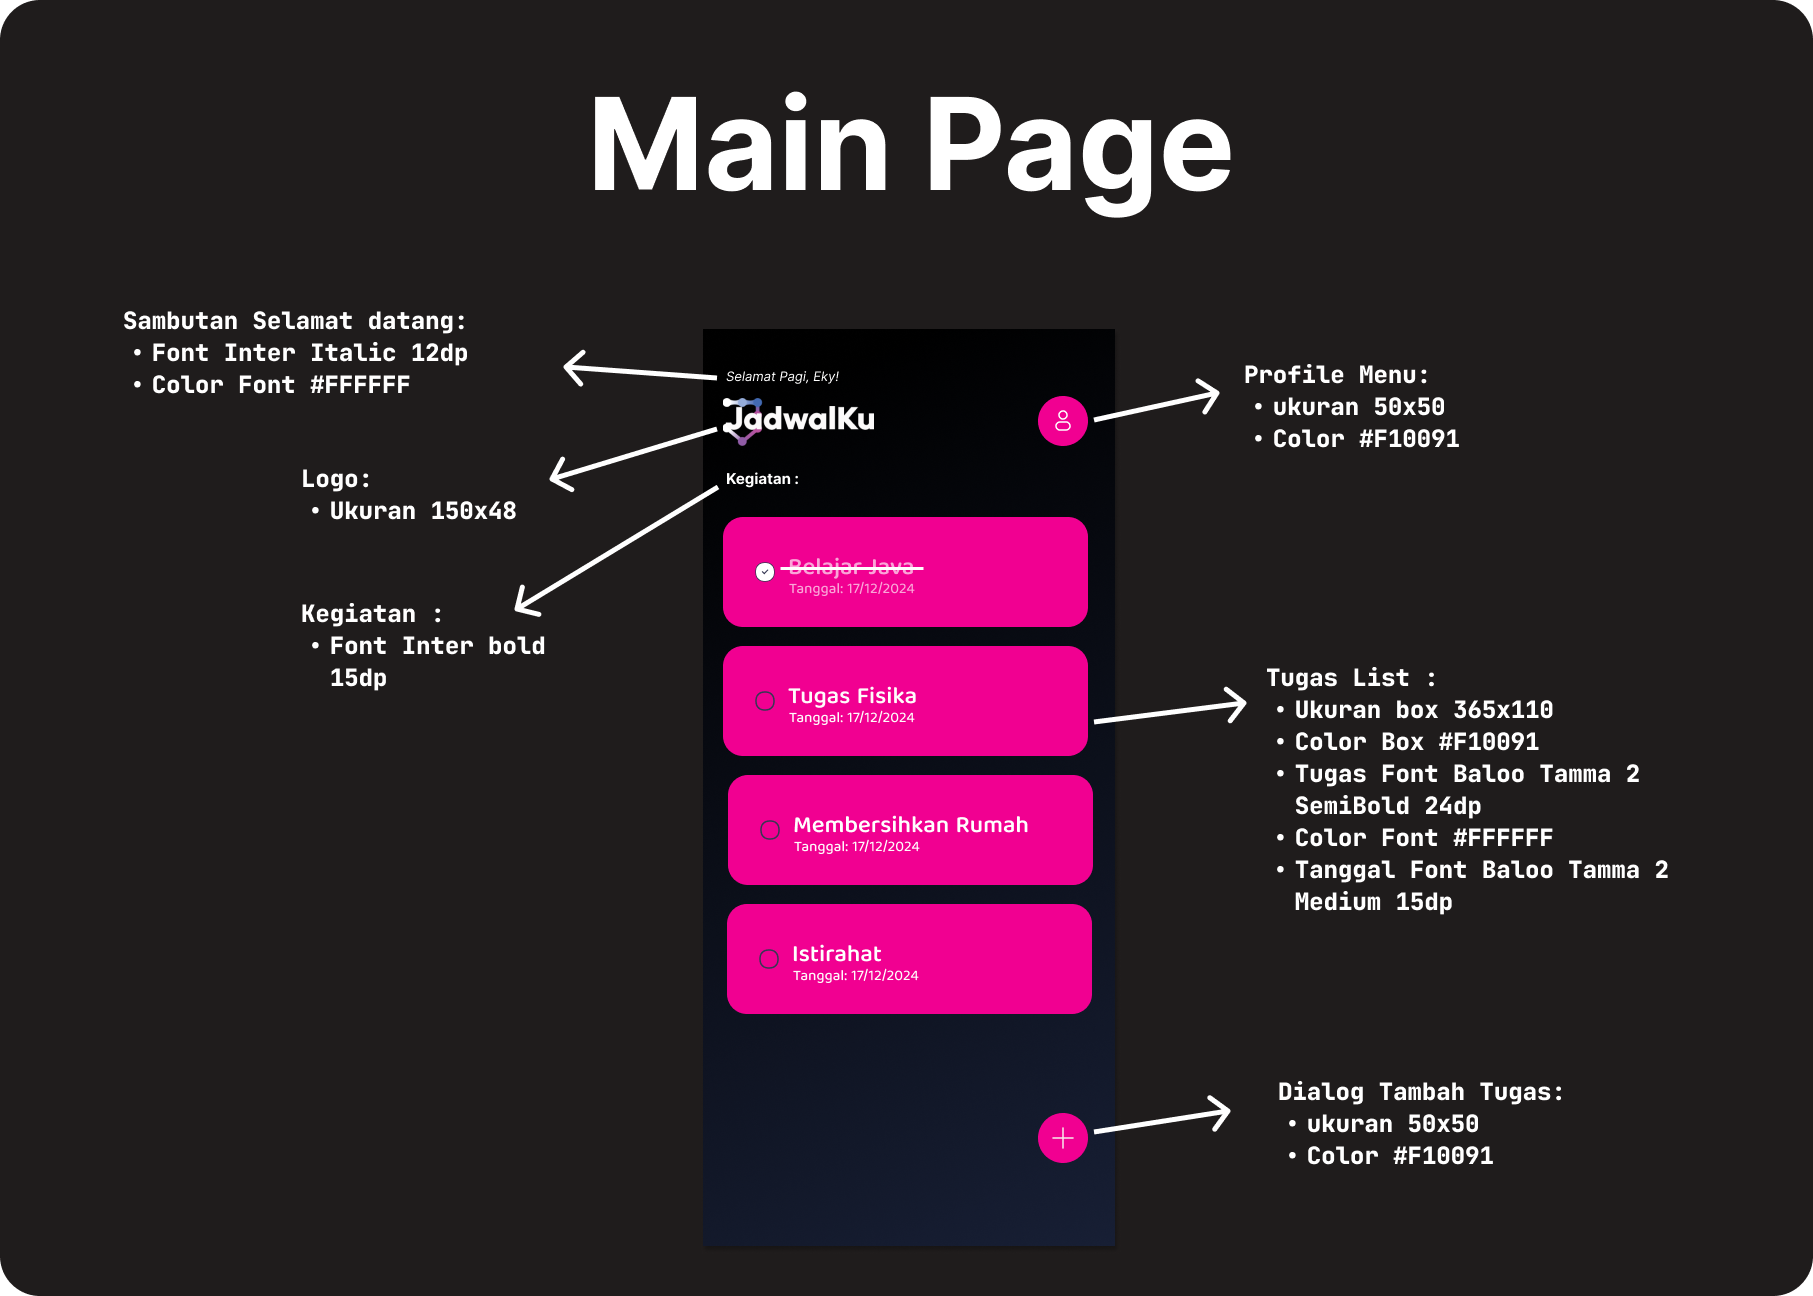 Main Page
Sambutan Selamat datang:
• Font Inter Italic 12dp
• Color Font #FFFFFF
Logo:
• Ukuran 150x48
Kegiatan :
• Font Inter bold
15dp
Selamat Pagi, Eky!
JadwalKu
Kegiatan :
Belajar Java
Tanggal: 17/12/2024
Tugas Fisika
Tanggal: 17/12/2024
Membersihkan Rumah
Tanggal: 17/12/2024
Istirahat
Tanggal: 17/12/2024
Profile Menu:
• ukuran 50x50
• Color #F10091
Tugas List :
• Ukuran box 365x110
• Color Box #F10091
• Tugas Font Baloo Tamma 2
SemiBold 24dp
• Color Font #FFFFFF
• Tanggal Font Baloo Tamma 2
Medium 15dp
Dialog Tambah Tugas:
• ukuran 50x50
• Color #F10091